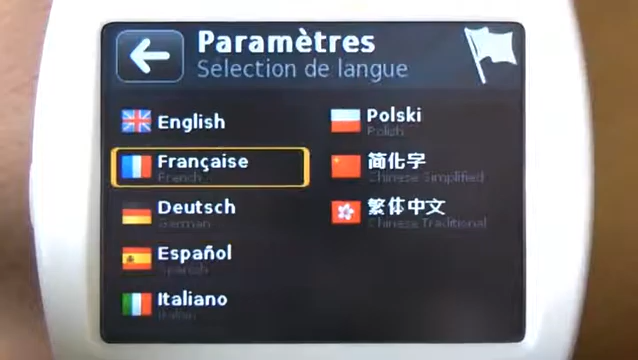 Paramètres
Sélection de langue
English
Française
French
Deutsch
German
Español
Spanish
Italiano
Italian
Polski
Polish
简化字
Chinese Simplified
繁体中文
Chinese Traditional